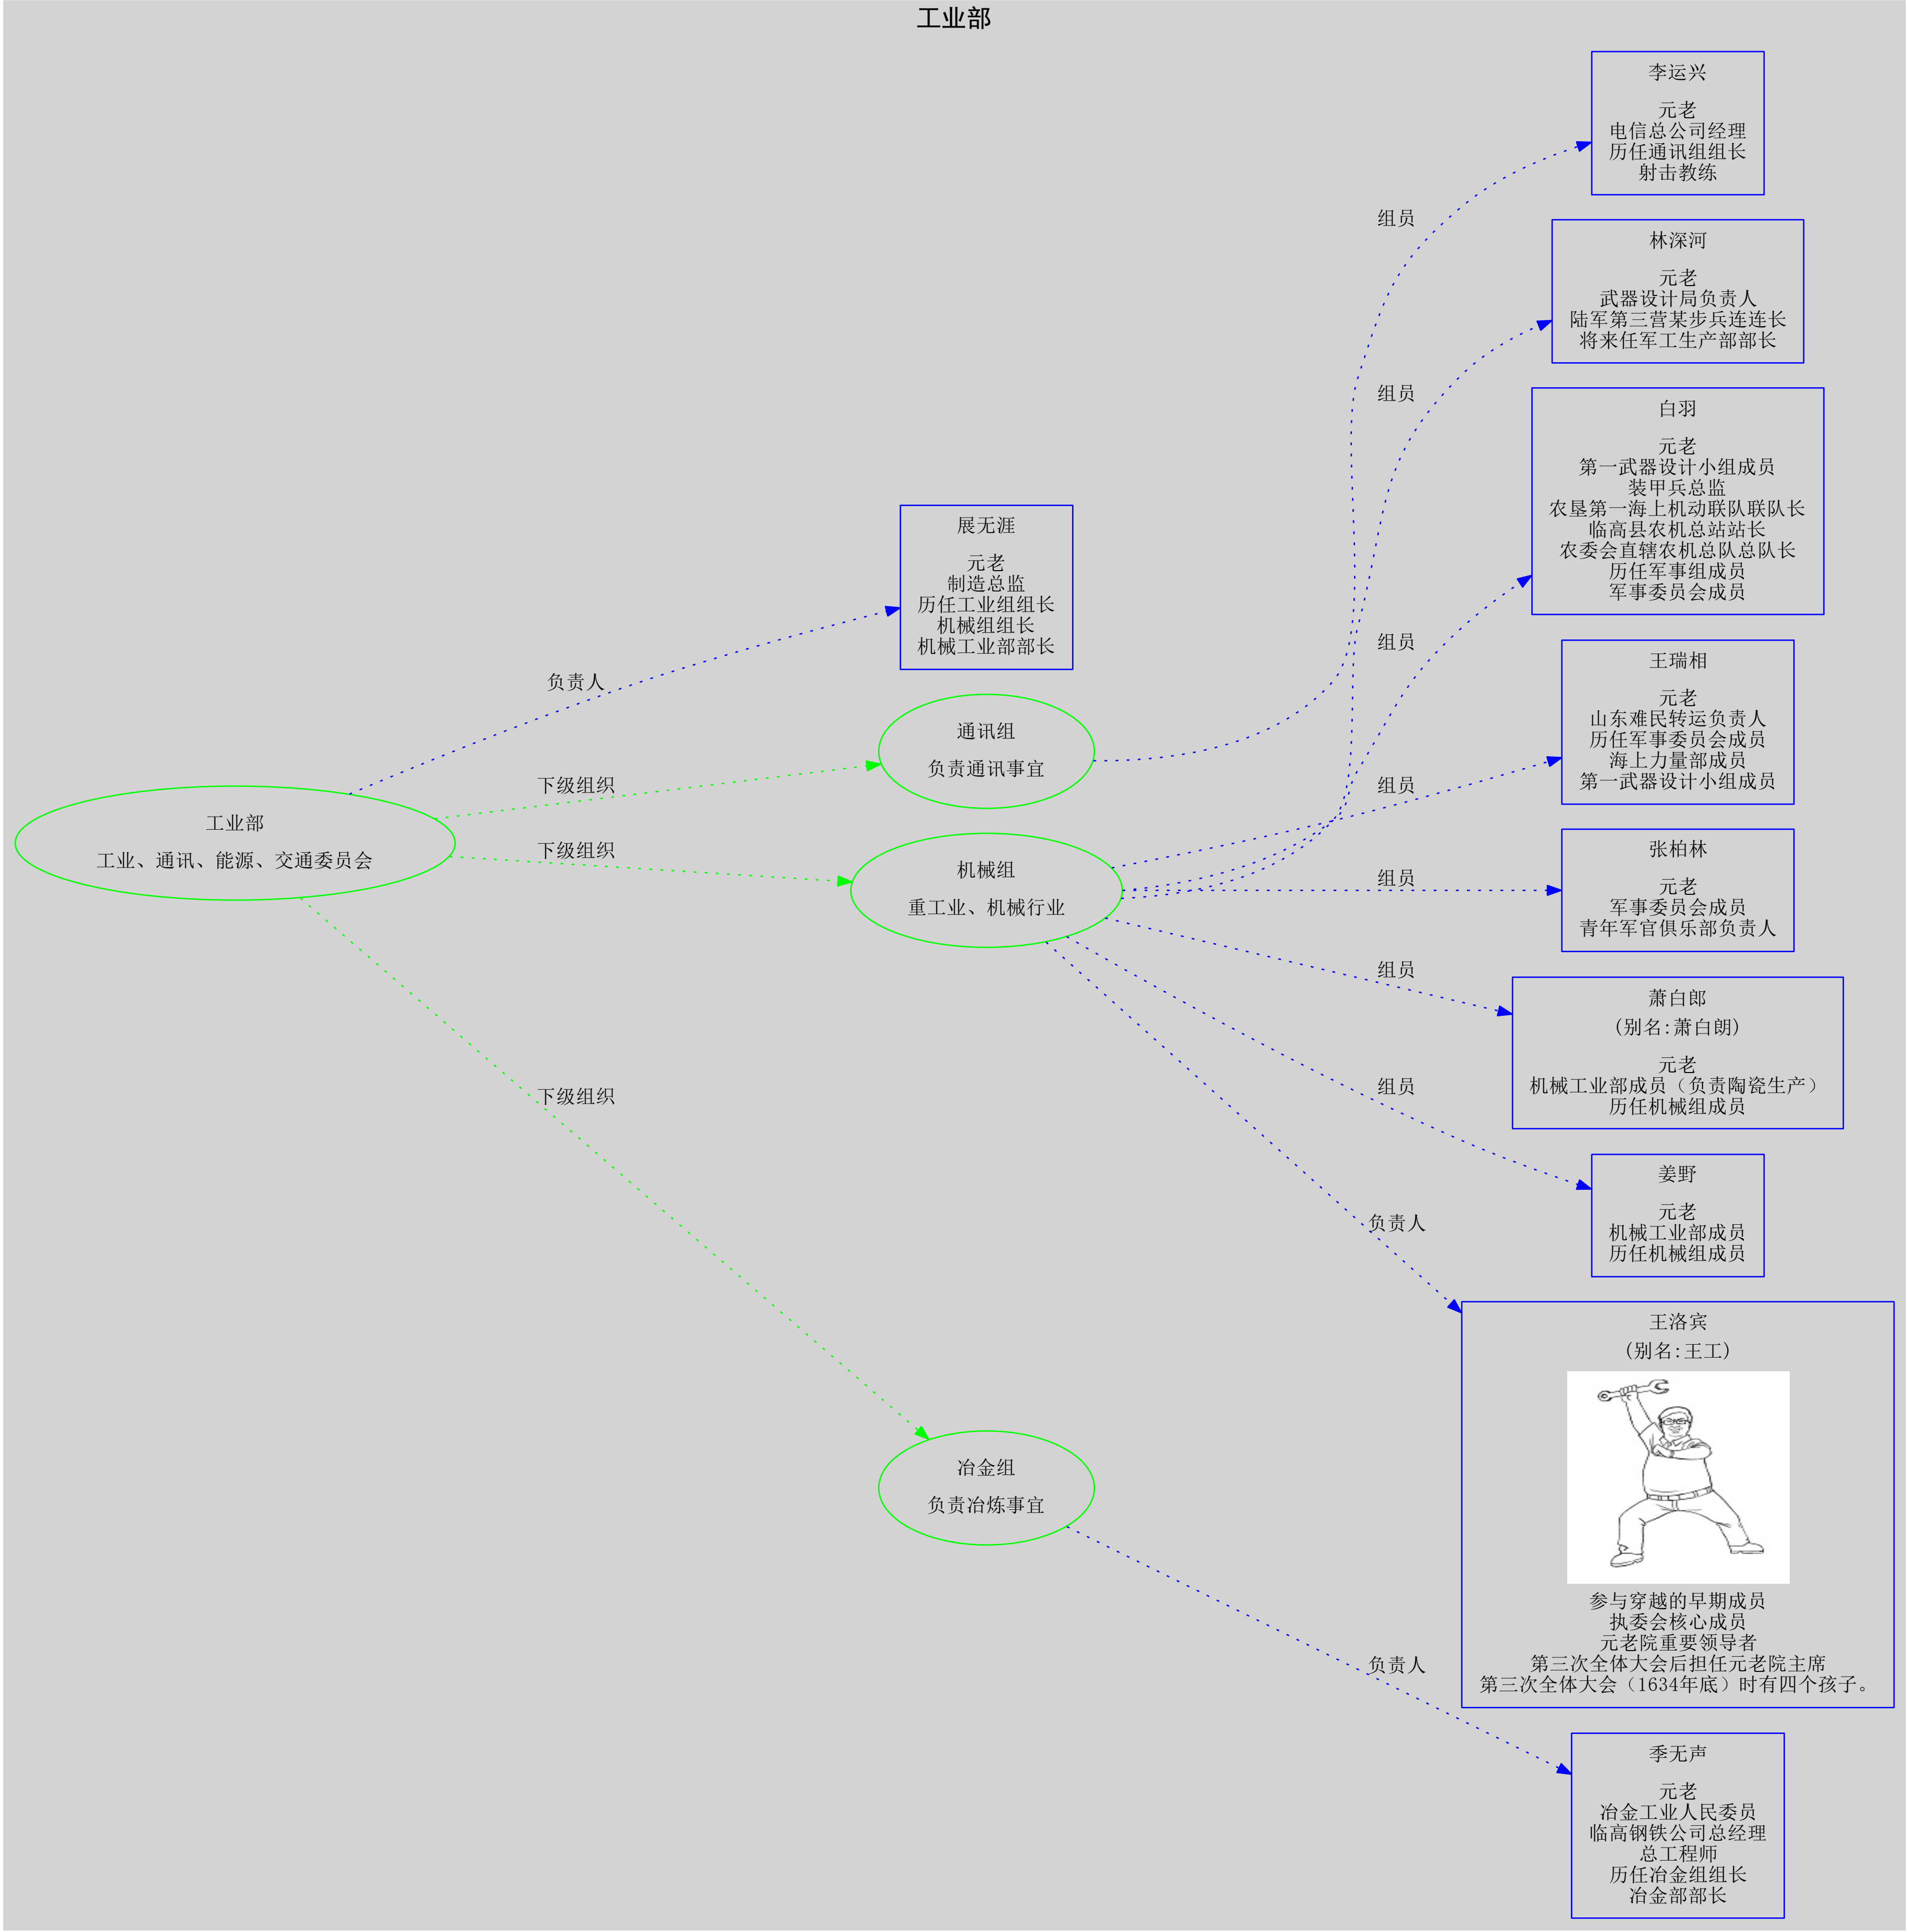 工业部
李运兴
元老
电信总公司经理
历任通讯组组长
射击教练
组员
林深河
元老
武器设计局负责人
陆军第三营某步兵连连长
将来任军工生产部部长
组员
白羽
元老
第一武器设计小组成员
装甲兵总监
农垦第一海上机动联队联队长
临高县农机总站站长
农委会直辖农机总队总队长
历任军事组成员
军事委员会成员
组员
展无涯
元老
制造总监
历任工业组组长
机械组组长
机械工业部部长
负责人
王瑞相
元老
山东难民转运负责人
历任军事委员会成员
海上力量部成员
第一武器设计小组成员
组员
通讯组
负责通讯事宜
下级组织
工业部
工业、通讯、能源、交通委员会
下级组织
机械组
重工业、机械行业
张柏林
元老
军事委员会成员
青年军官俱乐部负责人
组员
组员
萧白郎
(别名:萧白朗)
元老
机械工业部成员（负责陶瓷生产）
历任机械组成员
组员
下级组织
姜野
元老
机械工业部成员
历任机械组成员
负责人
王洛宾
(别名:王工)
参与穿越的早期成员
执委会核心成员
元老院重要领导者
第三次全体大会后担任元老院主席
第三次全体大会（1634年底）时有四个孩子。
冶金组
负责冶炼事宜
负责人
季无声
元老
冶金工业人民委员
临高钢铁公司总经理
总工程师
历任冶金组组长
冶金部部长